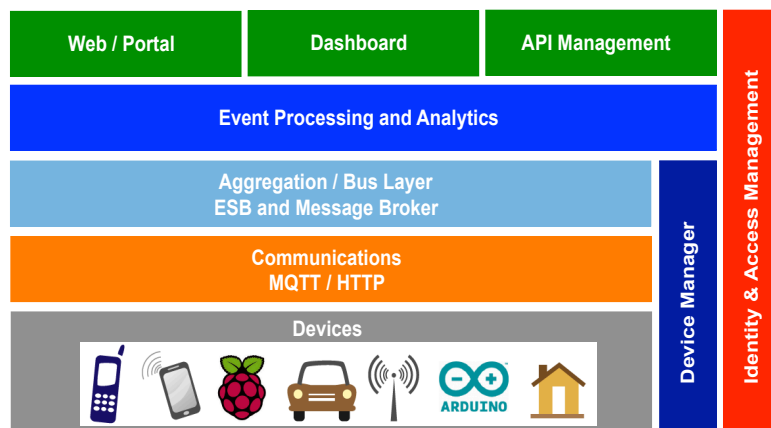 Web / Portal
Dashboard
API Management
Event Processing and Analytics
Aggregation / Bus Layer
ESB and Message Broker
Communications
MQTT / HTTP
Devices
ARDUINO
Device Manager
Identity & Access Management